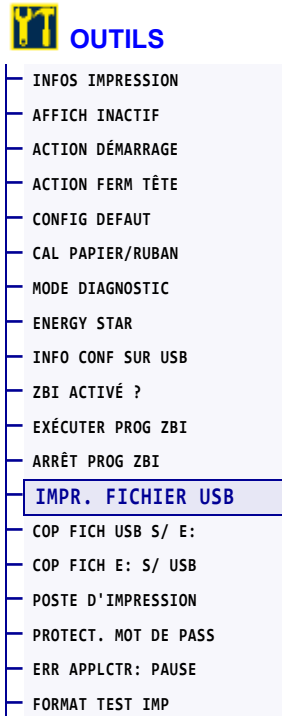 OUTILS
INFOS IMPRESSION
AFFICH INACTIF
ACTION DÉMARRAGE
ACTION FERM TÊTE
CONFIG DEFAUT
CAL PAPIER/RUBAN
MODE DIAGNOSTIC
ENERGY STAR
INFO CONF SUR USB
ZBI ACTIVÉ ?
EXÉCUTER PROG ZBI
ARRÊT PROG ZBI
IMPR. FICHIER USB
COP FICH USB S/ E:
COP FICH E: S/ USB
POSTE D'IMPRESSION
PROTECT. MOT DE PASS
ERR APPLCTR: PAUSE
FORMAT TEST IMP